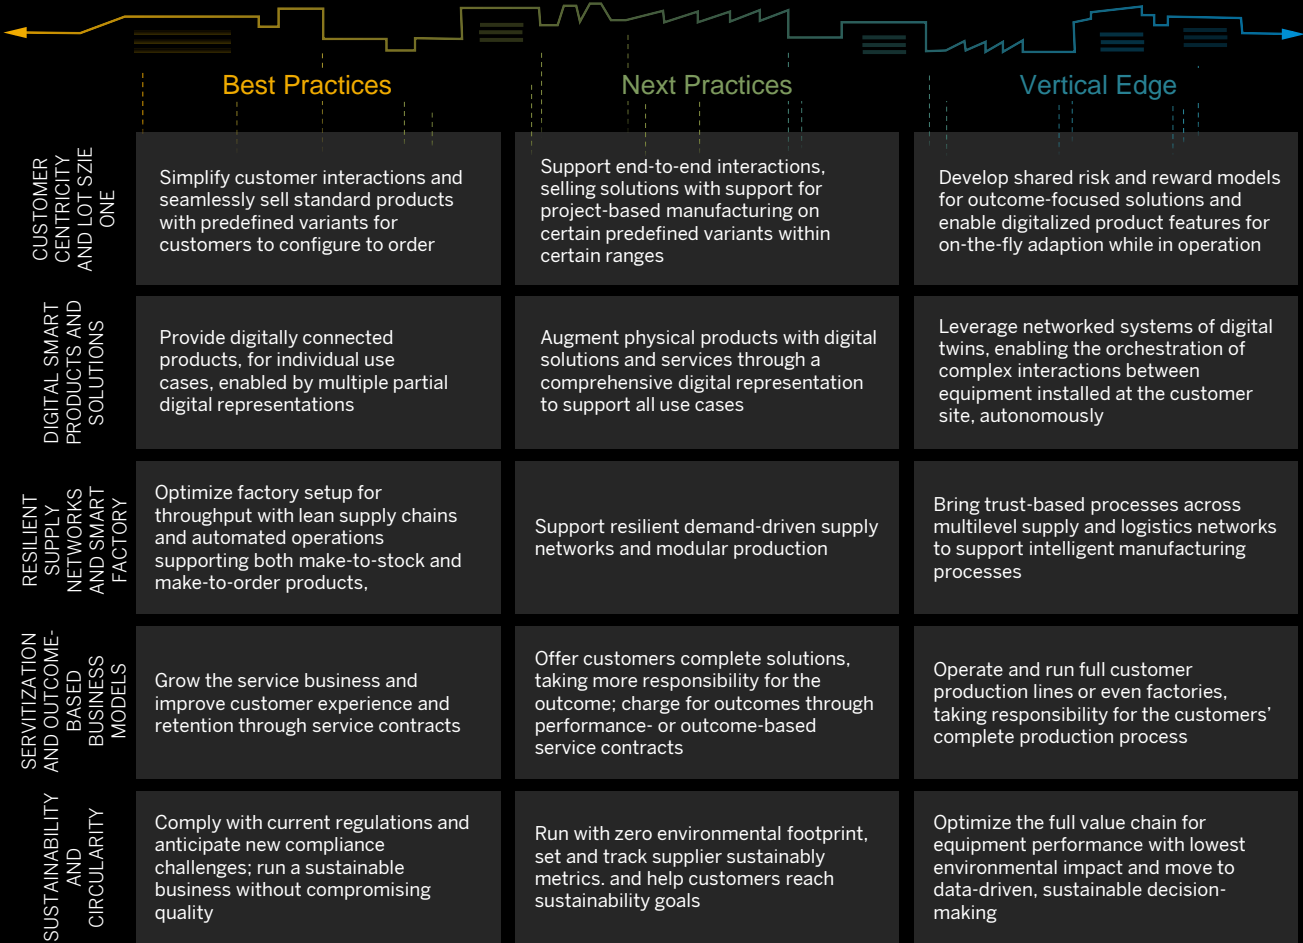 Best Practices
Next Practices
Vertical Edge
CUSTOMER
CENTRICITY
AND LOT SZIE
ONE
Simplify customer interactions and
seamlessly sell standard products
with predefined variants for
customers to configure to order
Support end-to-end interactions,
selling solutions with support for
project-based manufacturing on
certain predefined variants within
certain ranges
Develop shared risk and reward models
for outcome-focused solutions and
enable digitalized product features for
on-the-fly adaption while in operation
DIGITAL SMART
PRODUCTS AND
SOLUTIONS
Provide digitally connected
products, for individual use
cases, enabled by multiple partial
digital representations
Augment physical products with digital
solutions and services through a
comprehensive digital representation
to support all use cases
Leverage networked systems of digital
twins, enabling the orchestration of
complex interactions between
equipment installed at the customer
site, autonomously
RESILIENT
SUPPLY
NETWORKS
AND SMART
FACTORY
Optimize factory setup for
throughput with lean supply chains
and automated operations
supporting both make-to-stock and
make-to-order products,
Support resilient demand-driven supply
networks and modular production
Bring trust-based processes across
multilevel supply and logistics networks
to support intelligent manufacturing
processes
SERVITIZATION
AND OUTCOME-
BASED
BUSINESS
MODELS
Grow the service business and
improve customer experience and
retention through service contracts
Offer customers complete solutions,
taking more responsibility for the
outcome; charge for outcomes through
performance- or outcome-based
service contracts
Operate and run full customer
production lines or even factories,
taking responsibility for the customers’
complete production process
SUSTAINABILITY
AND
CIRCULARITY
Comply with current regulations and
anticipate new compliance
challenges; run a sustainable
business without compromising
quality
Run with zero environmental footprint,
set and track supplier sustainably
metrics. and help customers reach
sustainability goals
Optimize the full value chain for
equipment performance with lowest
environmental impact and move to
data-driven, sustainable decision-
making